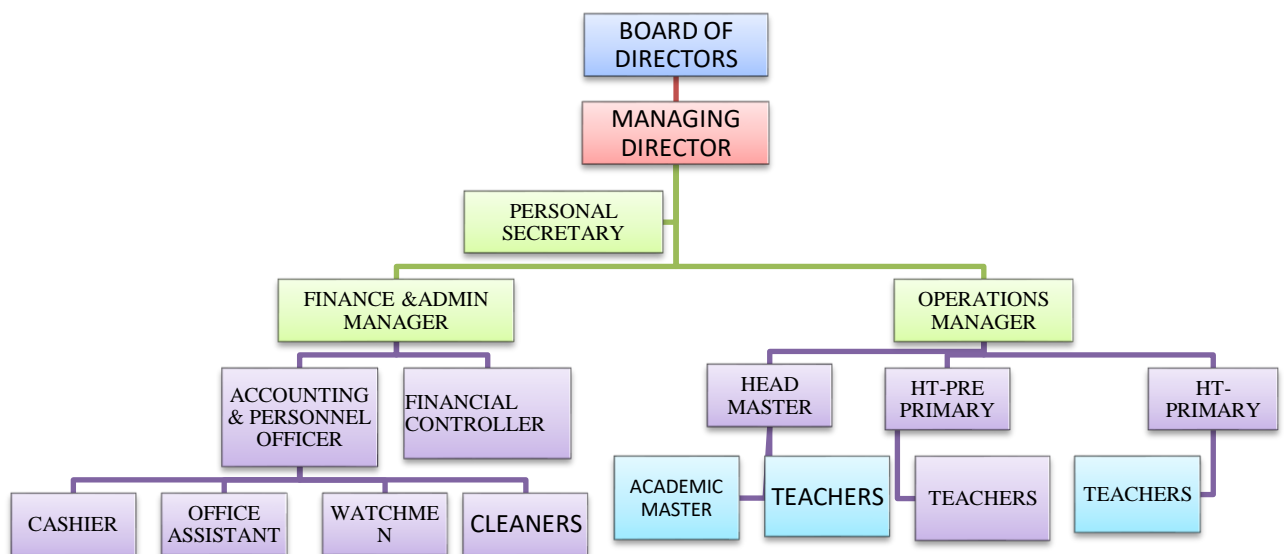 BOARD OF
DIRECTORS
MANAGING
DIRECTOR
PERSONAL
SECRETARY
FINANCE &ADMIN
MANAGER
OPERATIONS
MANAGER
ACCOUNTING
& PERSONNEL
OFFICER
FINANCIAL
CONTROLLER
HEAD
MASTER
HT-PRE
PRIMARY
HT-
PRIMARY
CASHIER
OFFICE
ASSISTANT
WATCHME
N
CLEANERS
ACADEMIC
MASTER
TEACHERS
TEACHERS
TEACHERS